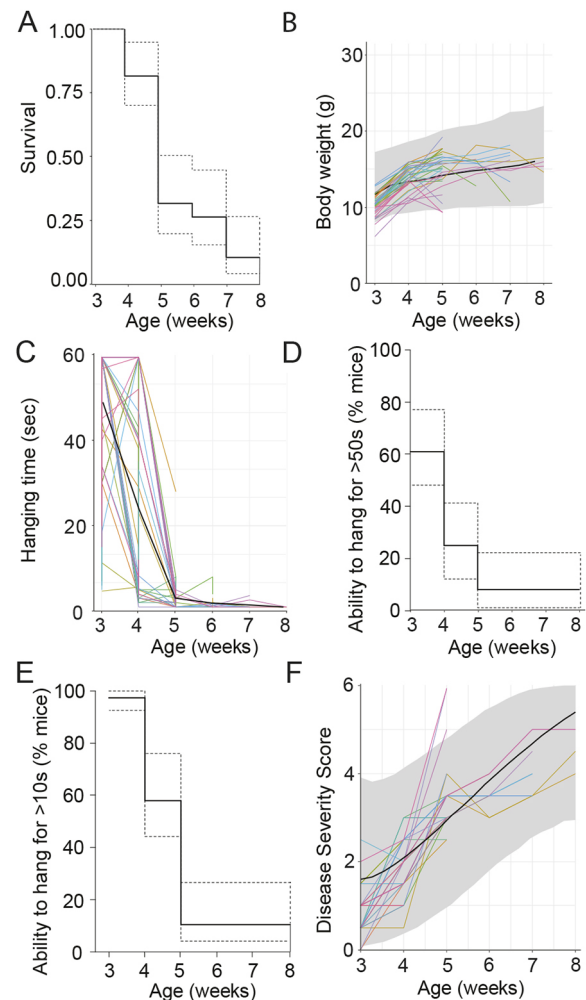 A
1.00
0.75
0.50
0.25
0.00
Survival
3 4 5 6 7 8
Age (weeks)
B
30
20
10
0
Body weight (g)
3 4 5 6 7 8
Age (weeks)
C
60
40
20
0
Hanging time (sec)
3 4 5 6 7 8
Age (weeks)
D
100
80
60
40
20
0
Ability to hang for >50s (% mice)
3 4 5 6 7 8
Age (weeks)
E
100
80
60
40
20
0
Ability to hang for >10s (% mice)
3 4 5 6 7 8
Age (weeks)
F
6
4
2
0
Disease Severity Score
3 4 5 6 7 8
Age (weeks)